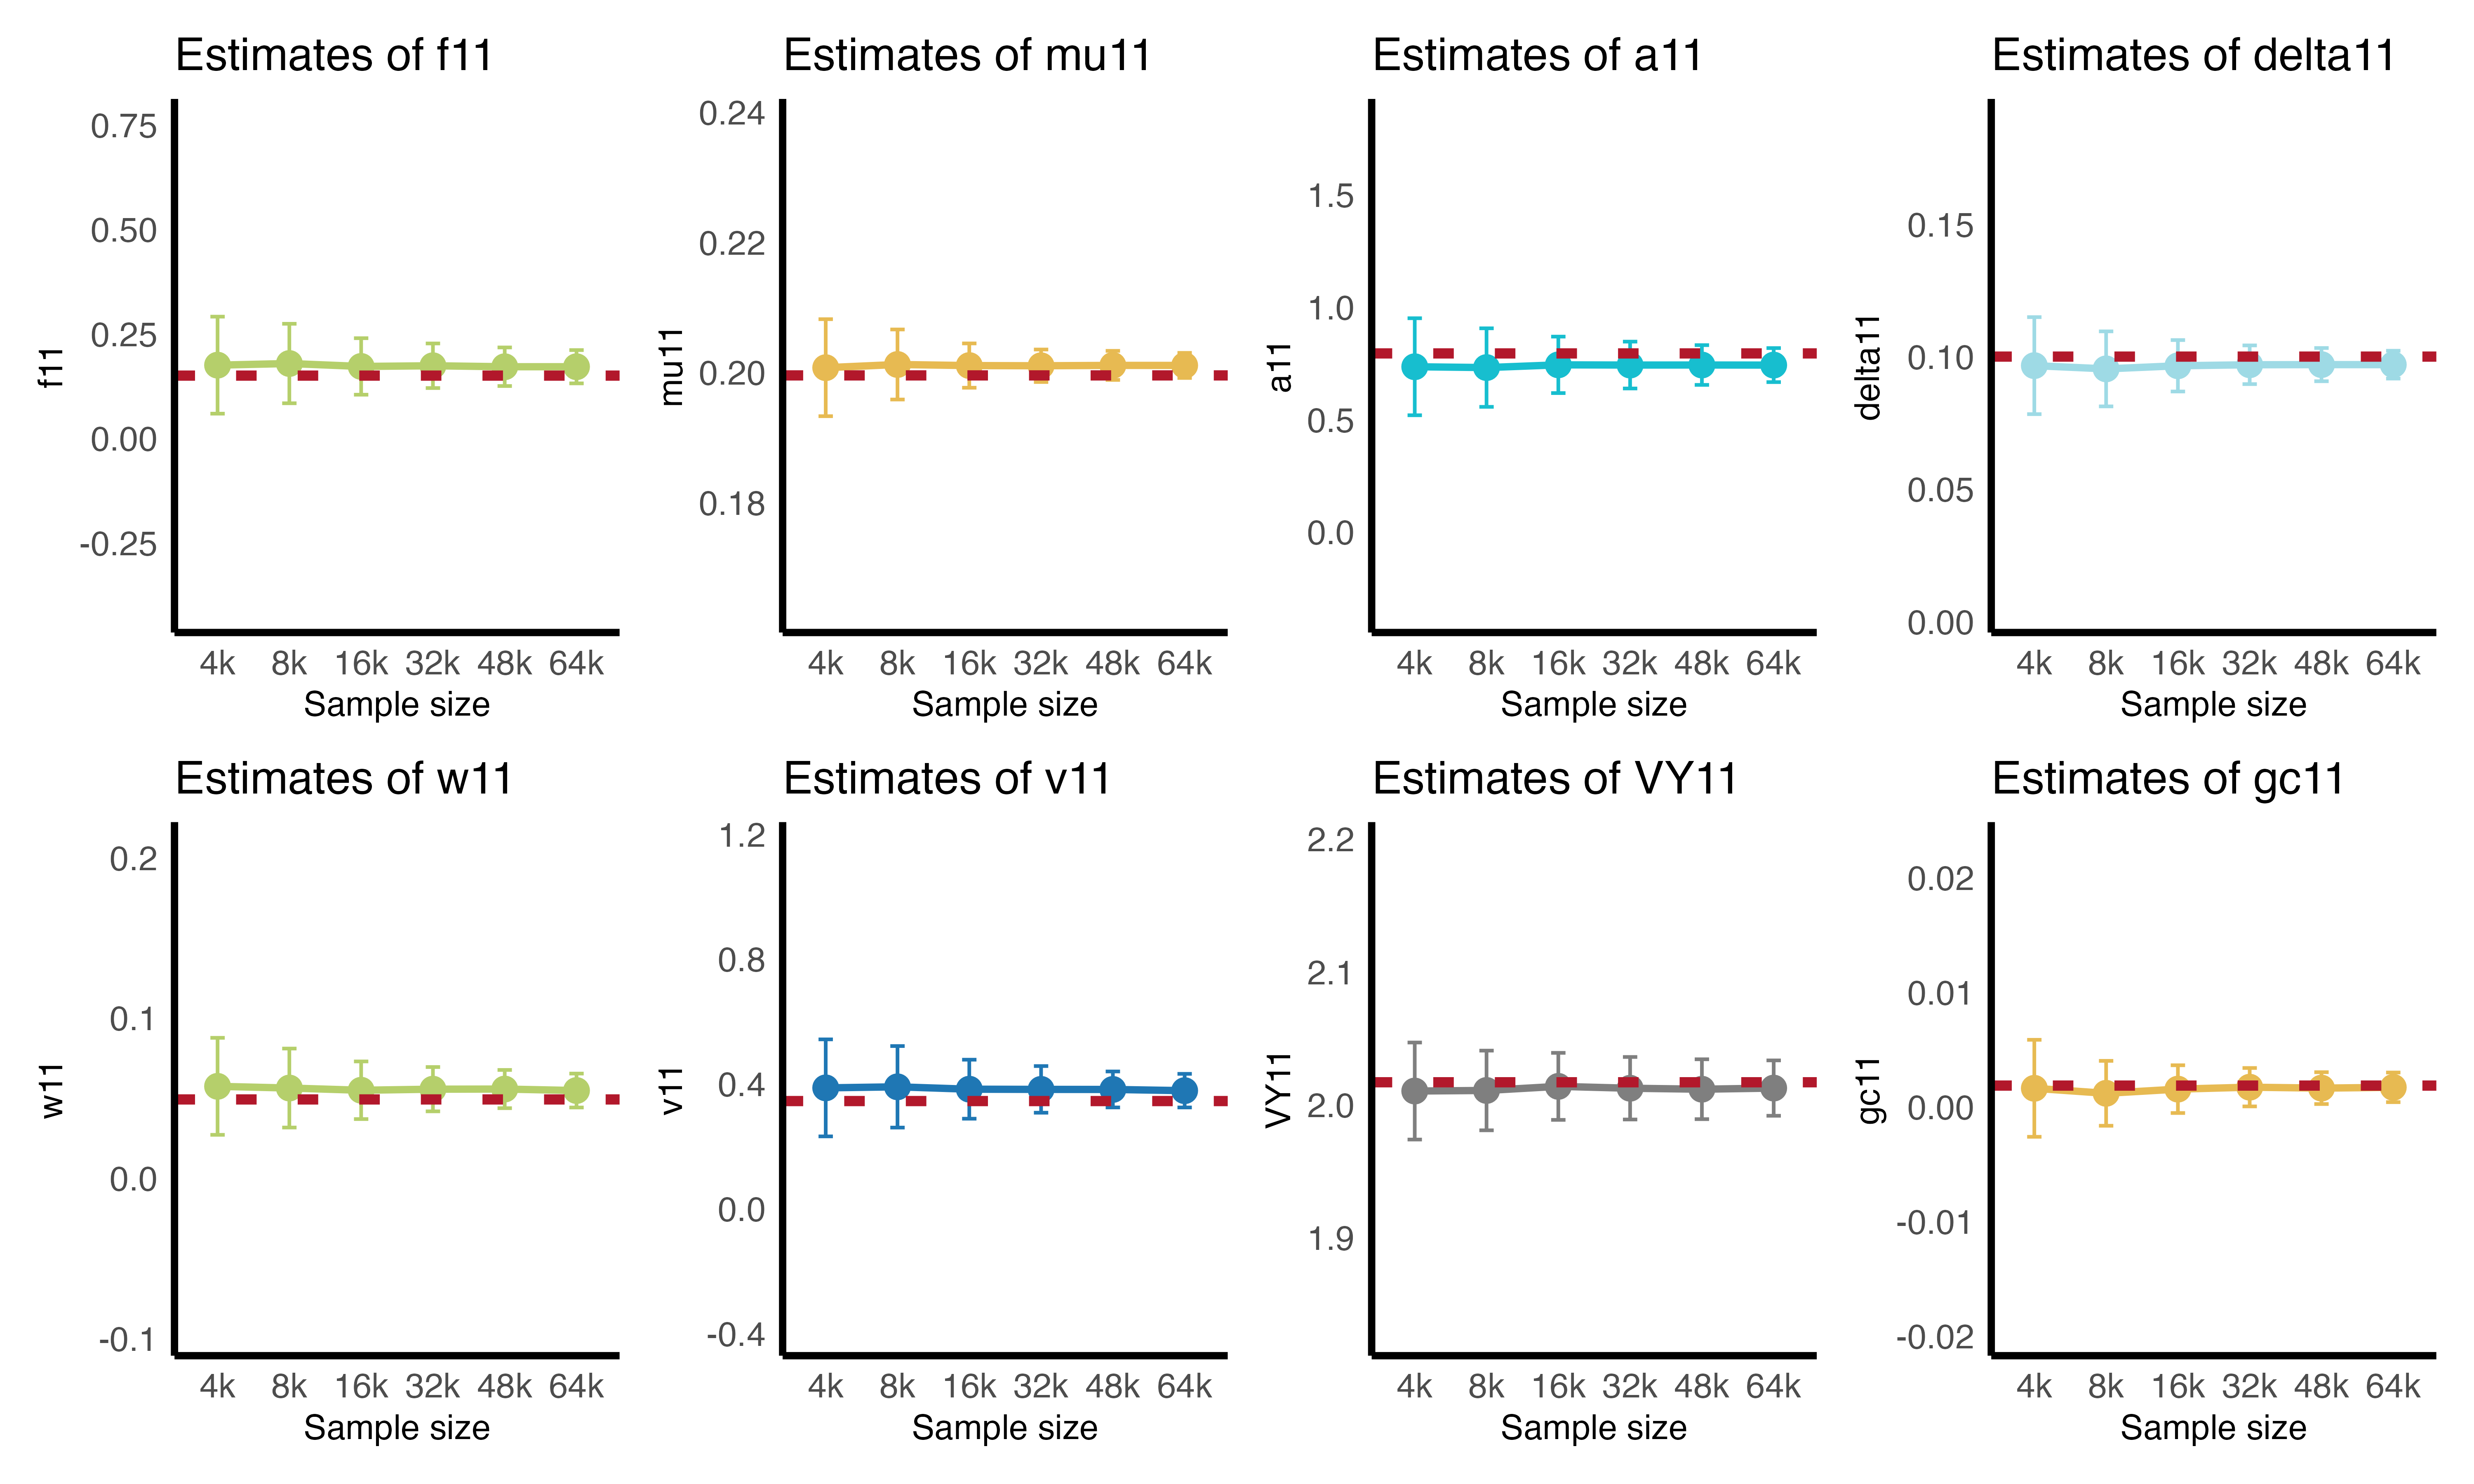 Estimates of f11
f11
0.75
0.50
0.25
0.00
-0.25
4k 8k 16k 32k 48k 64k
Sample size
Estimates of mu11
mu11
0.24
0.22
0.20
0.18
4k 8k 16k 32k 48k 64k
Sample size
Estimates of a11
a11
1.5
1.0
0.5
0.0
4k 8k 16k 32k 48k 64k
Sample size
Estimates of delta11
delta11
0.15
0.10
0.05
0.00
4k 8k 16k 32k 48k 64k
Sample size
Estimates of w11
w11
0.2
0.1
0.0
-0.1
4k 8k 16k 32k 48k 64k
Sample size
Estimates of v11
v11
1.2
0.8
0.4
0.0
-0.4
4k 8k 16k 32k 48k 64k
Sample size
Estimates of VY11
VY11
2.2
2.1
2.0
1.9
4k 8k 16k 32k 48k 64k
Sample size
Estimates of gc11
gc11
0.02
0.01
0.00
-0.01
-0.02
4k 8k 16k 32k 48k 64k
Sample size